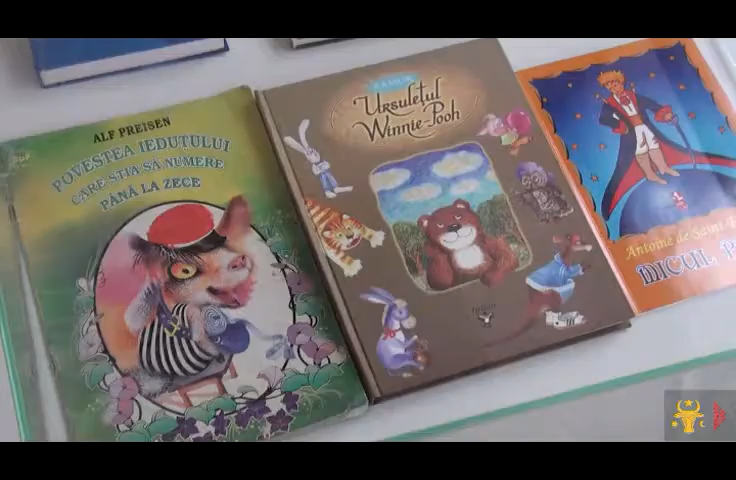 ALF PREISEN
POVESTEA IEDUȚULUI
CARE ȘTIA SĂ NUMERE
PÂNĂ LA ZECE
Ursulețul
Winnie-Pooh
Antoine de Saint
MICUL